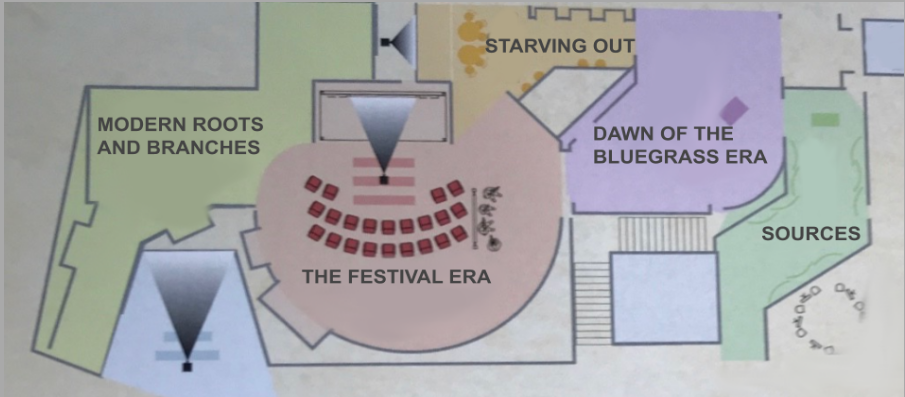 STARVING OUT
MODERN ROOTS
AND BRANCHES
DAWN OF THE
BLUEGRASS ERA
SOURCES
THE FESTIVAL ERA